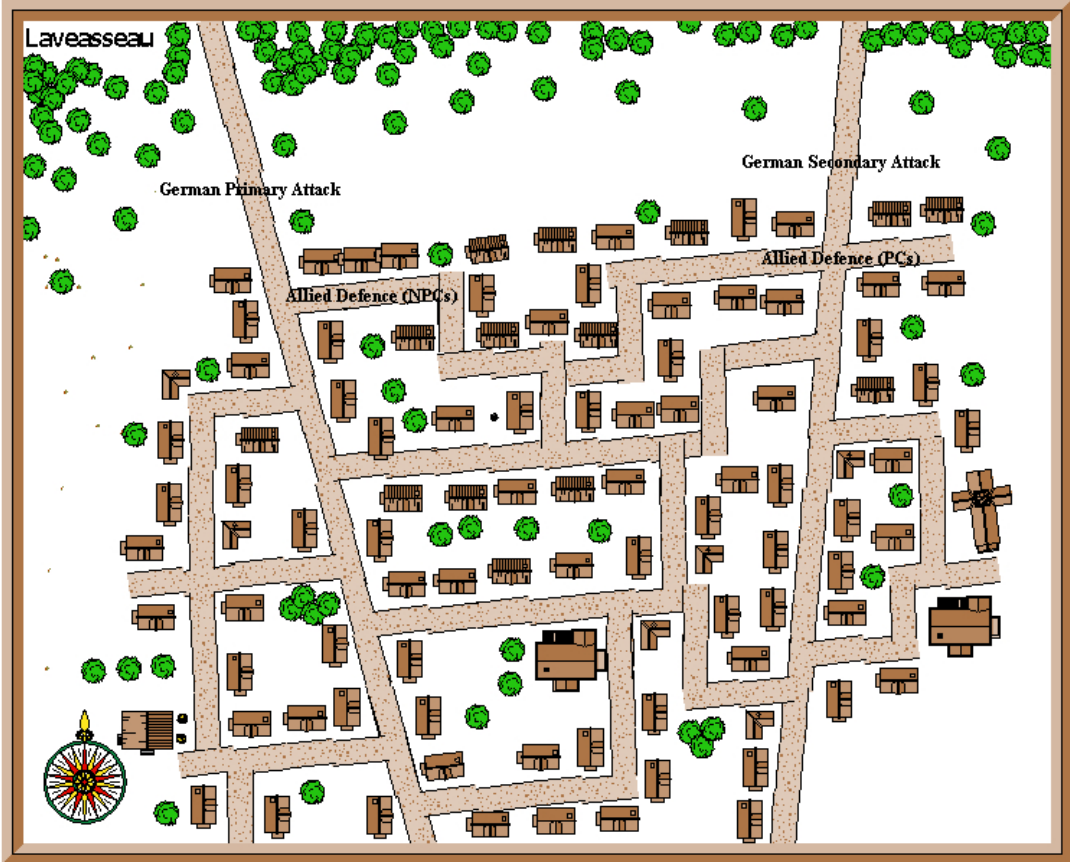 Laveasseau
German Secondary Attack
German Primary Attack
Allied Defence (PCs)
Allied Defence (NPCs)